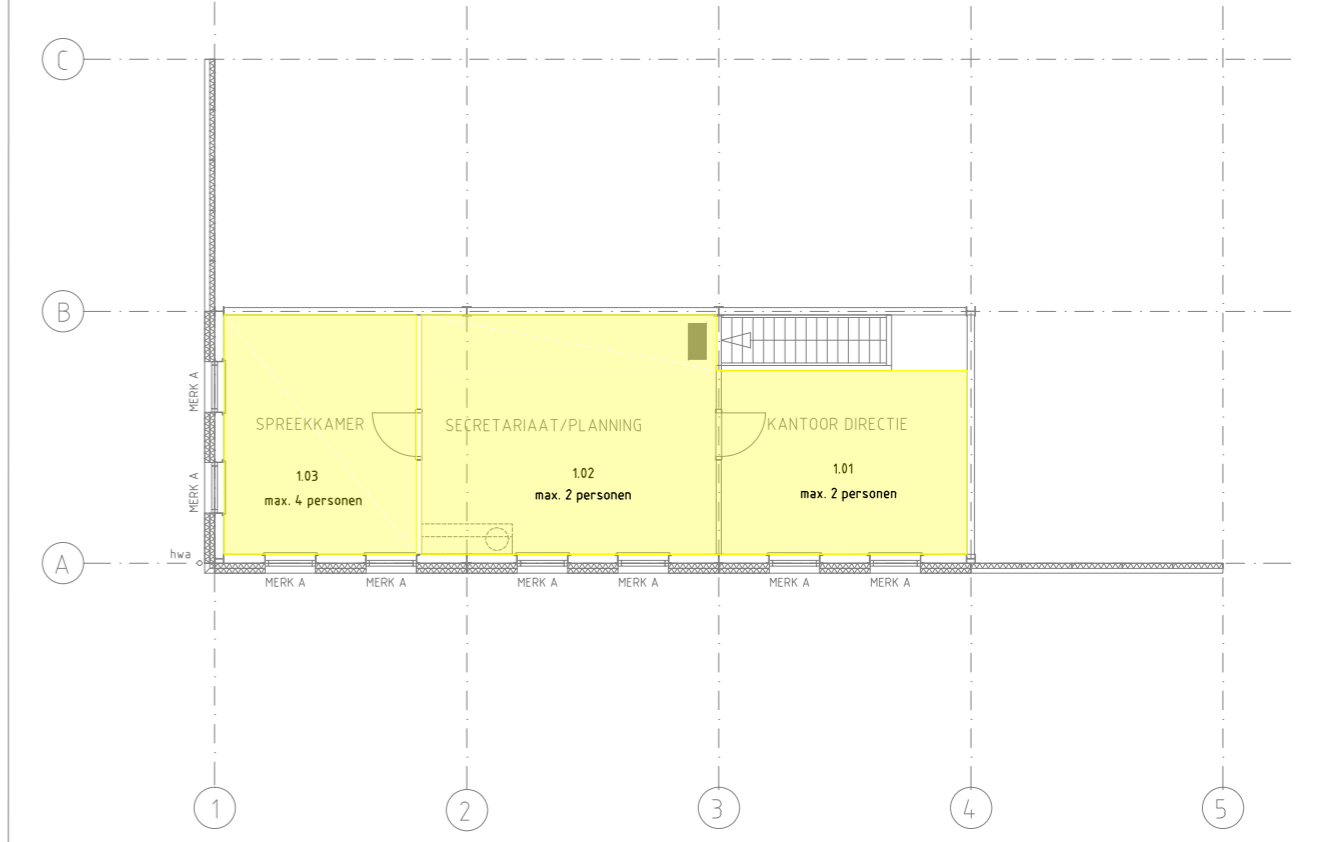 C
B
MERK A
SPREEKKAMER
SECRETARIAAT/PLANNING
KANTOOR DIRECTIE
1.03
1.02
1.01
max. 4 personen
max. 2 personen
max. 2 personen
MERK A
hwa
A
MERK A
MERK A
MERK A
MERK A
MERK A
MERK A
1
2
3
4
5